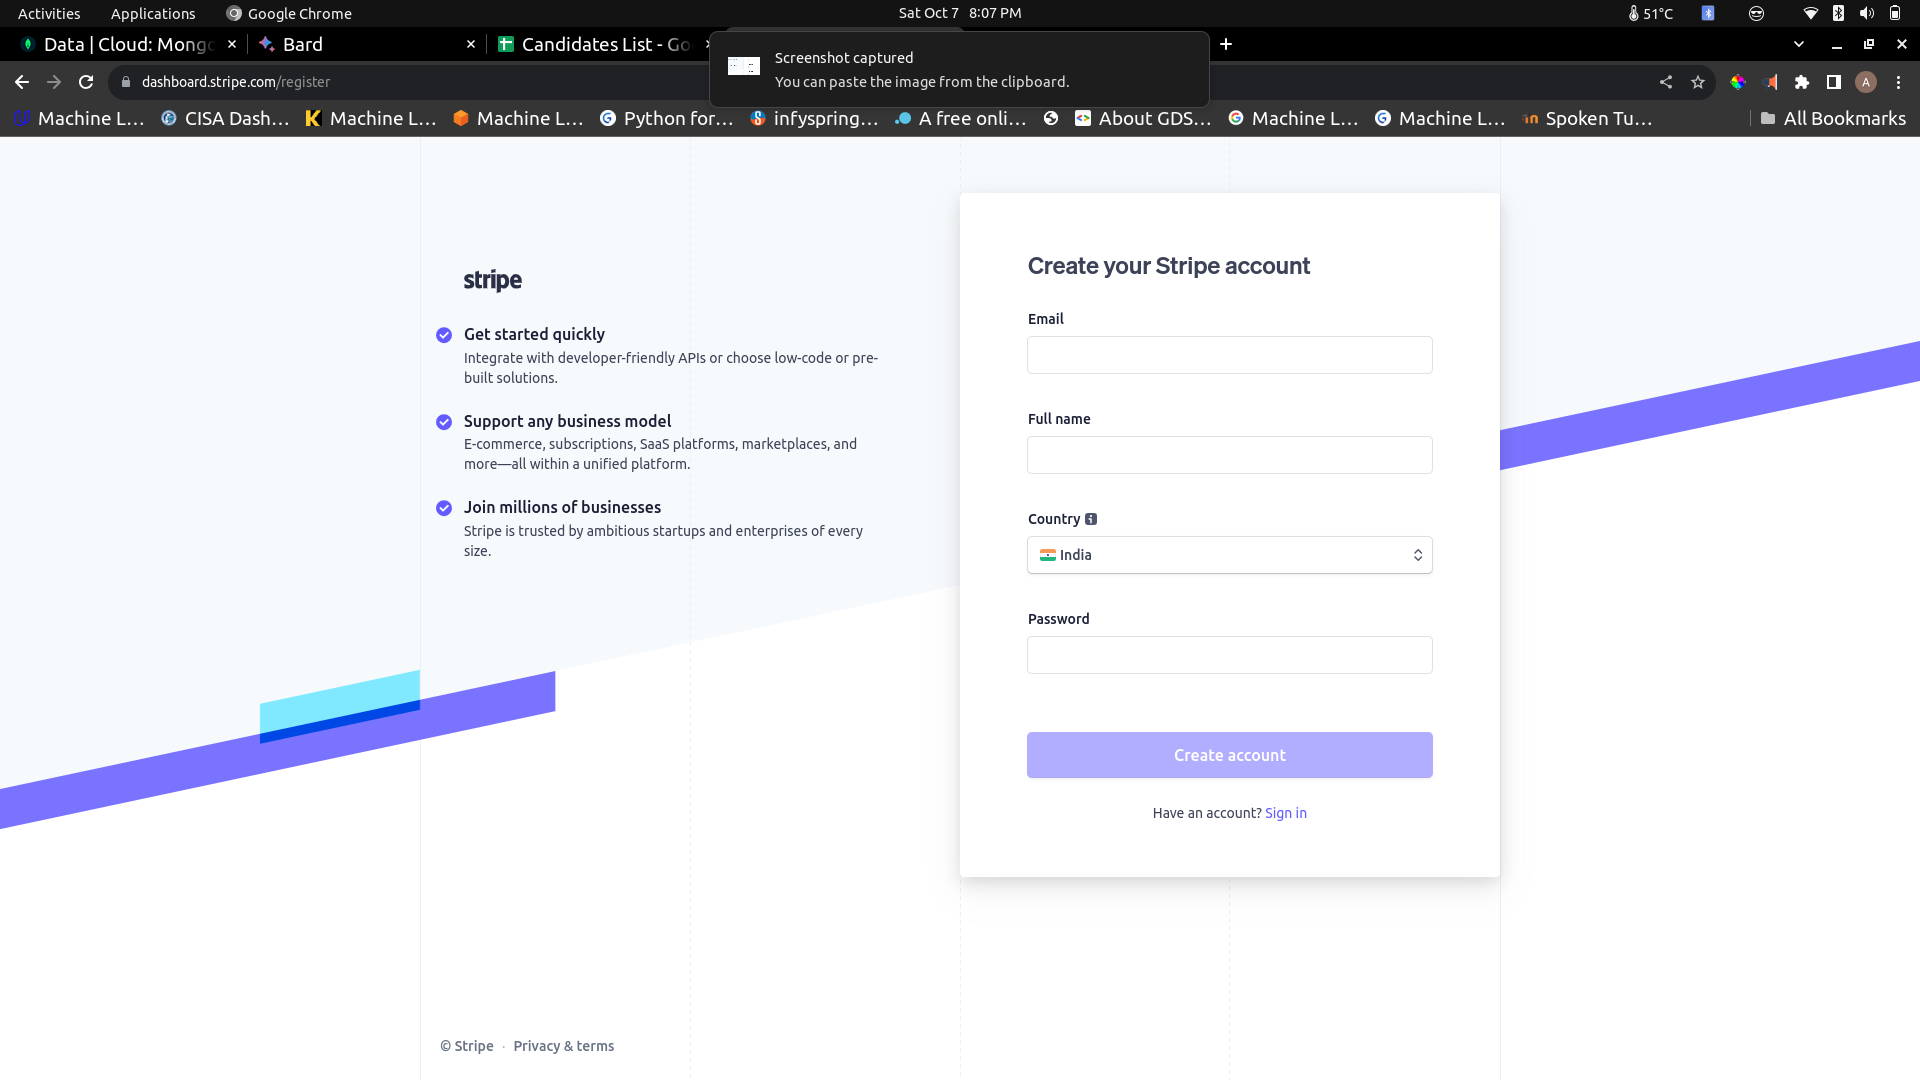 Activities Applications Google Chrome Sat Oct 7 8:07 PM 51°C
Data | Cloud: Mong Bard Candidates List - Go
Screenshot captured
You can paste the image from the clipboard.
dashboard.stripe.com/register A
Machine L... CISA Dash... Machine L... Machine L... Python for... infyspring... A free onli... About GDS... Machine L... Machine L... Spoken Tu... All Bookmarks
stripe
Get started quickly
Integrate with developer-friendly APIs or choose low-code or pre-
built solutions.
Support any business model
E-commerce, subscriptions, SaaS platforms, marketplaces, and
more—all within a unified platform.
Join millions of businesses
Stripe is trusted by ambitious startups and enterprises of every
size.
Create your Stripe account
Email
Full name
Country
India
Password
Create account
Have an account? Sign in
© Stripe · Privacy & terms